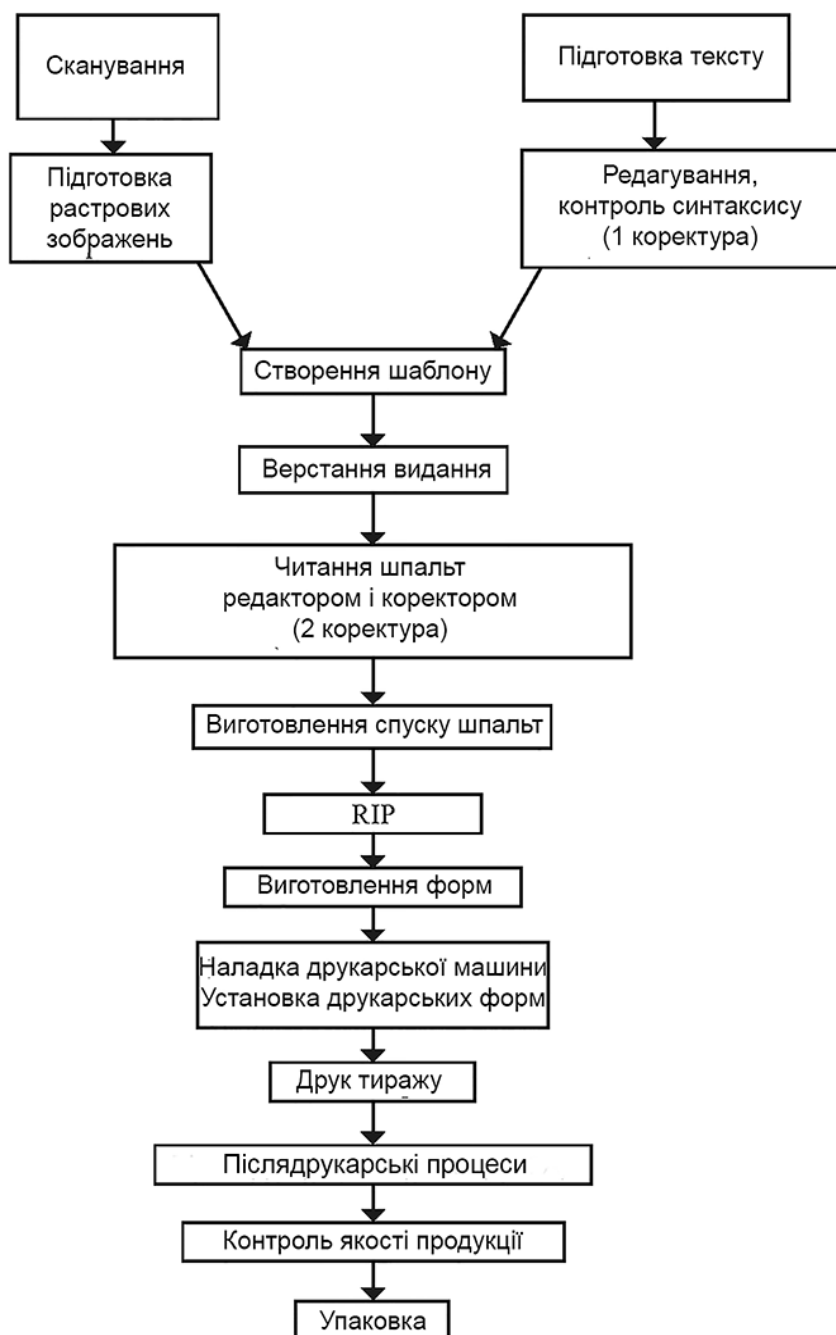 Сканування
Підготовка тексту
Підготовка
растрових
зображень
Редагування,
контроль синтаксису
(1 коректура)
Створення шаблону
Верстання видання
Читання шпальт
редактором і коректором
(2 коректура)
Виготовлення спуску шпальт
RIP
Виготовлення форм
Наладка друкарської машини
Установка друкарських форм
Друк тиражу
Післядрукарські процеси
Контроль якості продукції
Упаковка